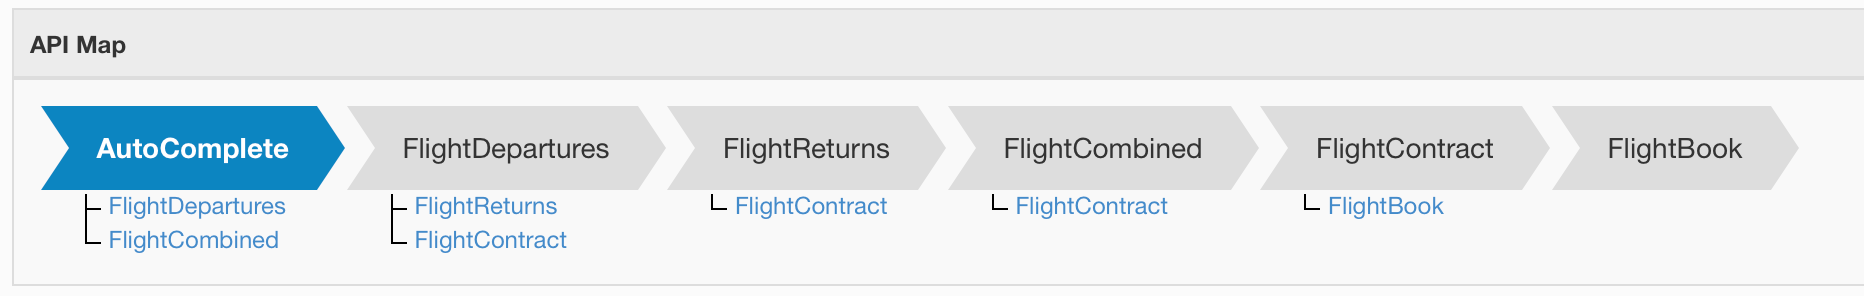 API Map
AutoComplete FlightDepartures FlightReturns FlightCombined FlightContract FlightBook
FlightDepartures FlightReturns FlightContract FlightContract FlightBook
FlightCombined FlightContract